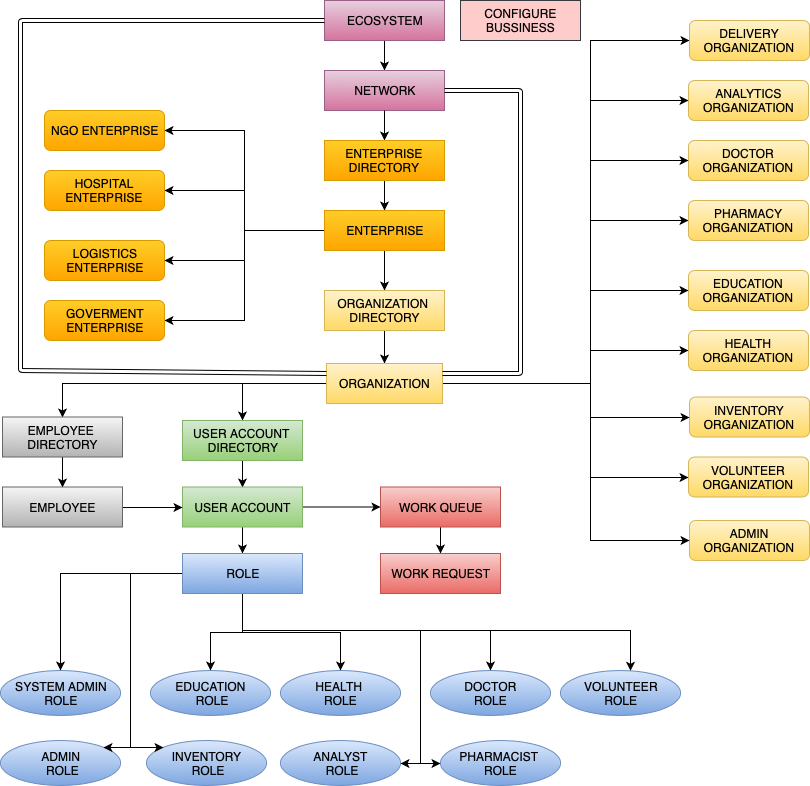 ECOSYSTEM
CONFIGURE
BUSSINESS
DELIVERY
ORGANIZATION
NETWORK
ANALYTICS
ORGANIZATION
NGO ENTERPRISE
ENTERPRISE
DIRECTORY
DOCTOR
ORGANIZATION
HOSPITAL
ENTERPRISE
ENTERPRISE
PHARMACY
ORGANIZATION
LOGISTICS
ENTERPRISE
ORGANIZATION
DIRECTORY
EDUCATION
ORGANIZATION
GOVERMENT
ENTERPRISE
HEALTH
ORGANIZATION
ORGANIZATION
EMPLOYEE
DIRECTORY
USER ACCOUNT
DIRECTORY
INVENTORY
ORGANIZATION
VOLUNTEER
ORGANIZATION
EMPLOYEE
USER ACCOUNT
WORK QUEUE
ADMIN
ORGANIZATION
ROLE
WORK REQUEST
SYSTEM ADMIN
ROLE
EDUCATION
ROLE
HEALTH
ROLE
DOCTOR
ROLE
VOLUNTEER
ROLE
ADMIN
ROLE
INVENTORY
ROLE
ANALYST
ROLE
PHARMACIST
ROLE